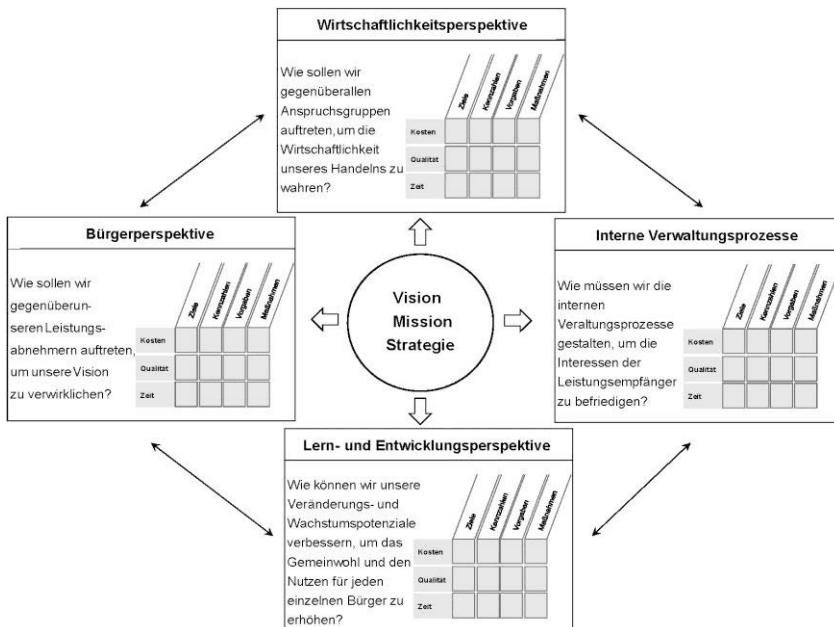 Wirtschaftlichkeitsperspektive
Wie sollen wir
gegenüberallen
Anspruchsgruppen
auftreten,um die
Wirtschaftlichkeit
unseres Handelns zu
wahren?
Ziele
Kennzahlen
Vorgaben
Maßnahmen
Kosten
Qualität
Zeit
Bürgerperspektive
Wie sollen wir
gegenüberun-
seren Leistungs-
abnehmern auftreten,
um unsere Vision
zu verwirklichen?
Ziele
Kennzahlen
Vorgaben
Maßnahmen
Kosten
Qualität
Zeit
Vision
Mission
Strategie
Interne Verwaltungsprozesse
Wie müssen wir die
internen
Veraltungsprozesse
gestalten, um die
Interessen der
Leistungsempfänger
zu befriedigen?
Ziele
Kennzahlen
Vorgaben
Maßnahmen
Kosten
Qualität
Zeit
Lern- und Entwicklungsperspektive
Wie können wir unsere
Veränderungs- und
Wachstumspotenziale
verbessern, um das
Gemeinwohl und den
Nutzen für jeden
einzelnen Bürger zu
erhöhen?
Ziele
Kennzahlen
Vorgaben
Maßnahmen
Kosten
Qualität
Zeit